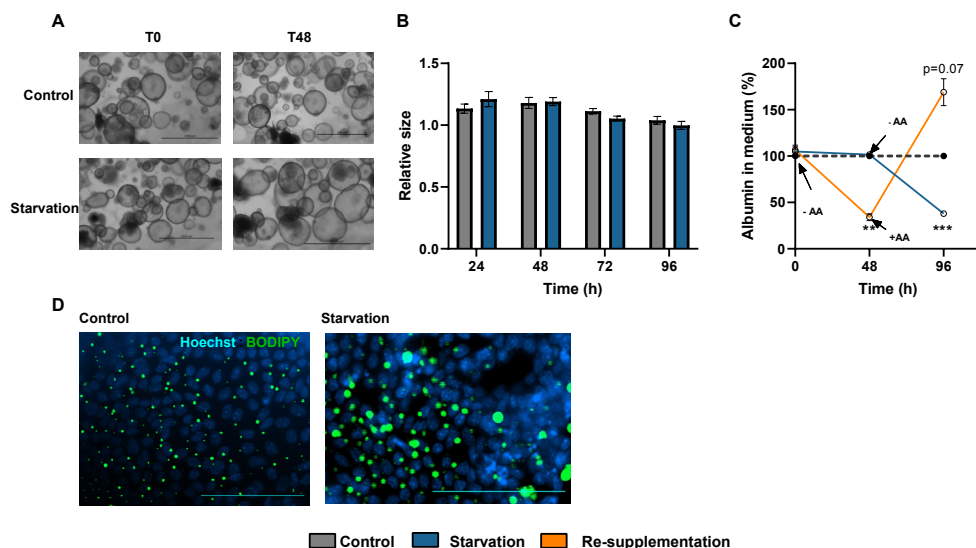 A
T0
T48
Control
Starvation
B
Relative size
1.5
1.0
0.5
0.0
24
48
72
96
Time (h)
C
Albumin in medium (%)
200
150
100
50
0
p=0.07
- AA
- AA
+AA
**
***
0
48
96
Time (h)
D
Control
Starvation
Hoechst BODIPY
Control
Starvation
Re-supplementation